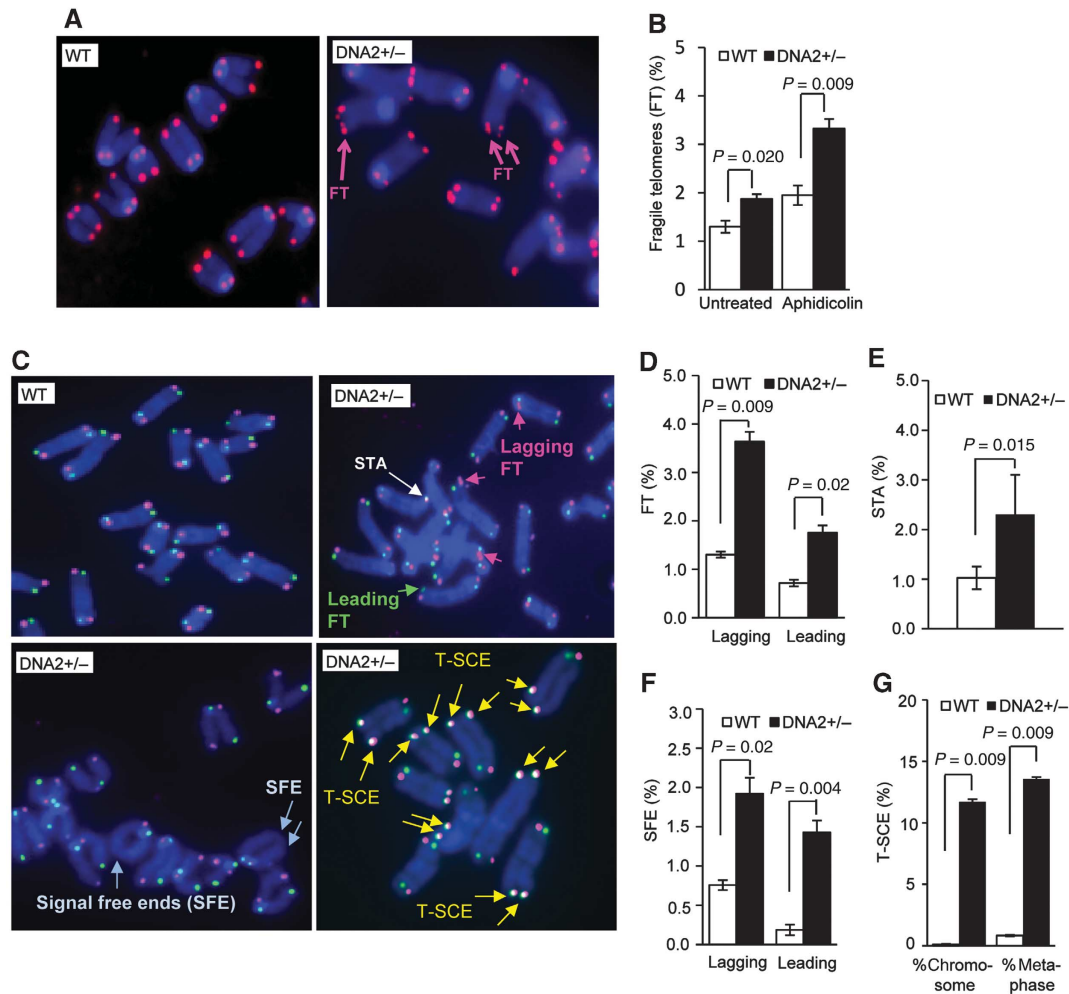 A
WT
DNA2+/–
FT
FT
B
WT DNA2+/–
P = 0.009
P = 0.020
Fragile telomeres (FT) (%)
5
4
3
2
1
0
Untreated Aphidicolin
C
WT
DNA2+/–
STA
Lagging
FT
Leading
FT
DNA2+/–
SFE
Signal free ends (SFE)
DNA2+/–
T-SCE
T-SCE
T-SCE
D
WT DNA2+/–
P = 0.009
P = 0.02
FT (%)
5.0
4.0
3.0
2.0
1.0
0.0
Lagging Leading
E
WT DNA2+/–
P = 0.015
STA (%)
5.0
4.0
3.0
2.0
1.0
0.0
F
WT DNA2+/–
P = 0.02
P = 0.004
SFE (%)
3.0
2.5
2.0
1.5
1.0
0.5
0.0
Lagging Leading
G
WT DNA2+/–
P = 0.009
P = 0.009
T-SCE (%)
20
15
10
5
0
%Chromo-
some
%Meta-
phase